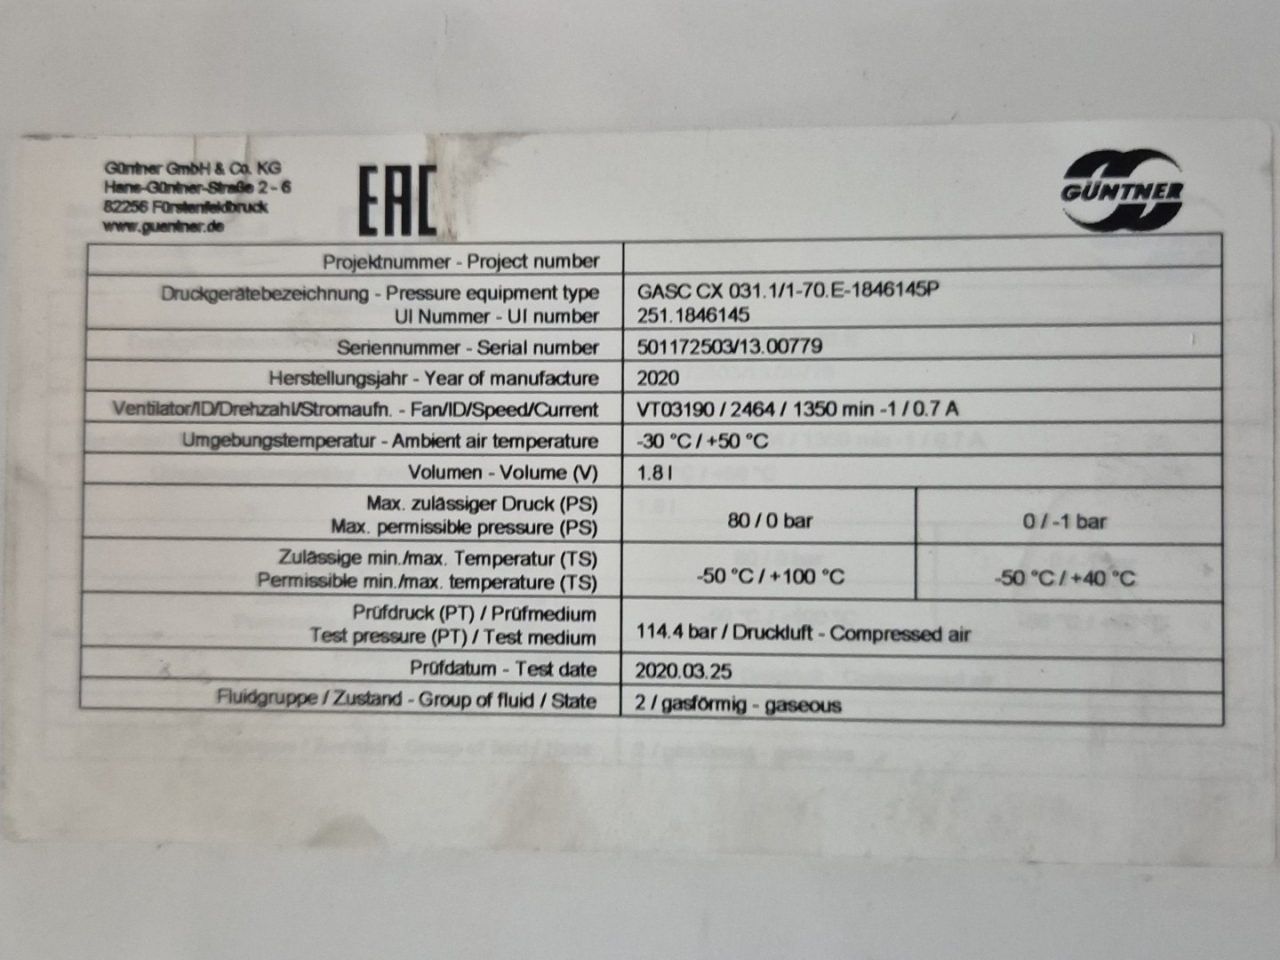 Güntner GmbH & Co. KG
Hans-Güntner-Straße 2 - 6
82256 Fürstenfeldbruck
www.guentner.de
EAC
GÜNTNER
Projektnummer - Project number
Druckgerätebezeichnung - Pressure equipment type GASC CX 031.1/1-70.E-1846145P
UI Nummer - UI number 251.1846145
Seriennummer - Serial number 501172503/13.00779
Herstellungsjahr - Year of manufacture 2020
Ventilator/ID/Drehzahl/Stromaufn. - Fan/ID/Speed/Current VT03190 / 2464 / 1350 min -1 / 0.7 A
Umgebungstemperatur - Ambient air temperature -30 °C / +50 °C
Volumen - Volume (V) 1.8 l
Max. zulässiger Druck (PS)
Max. permissible pressure (PS) 80 / 0 bar 0 / -1 bar
Zulässige min./max. Temperatur (TS)
Permissible min./max. temperature (TS) -50 °C / +100 °C -50 °C / +40 °C
Prüfdruck (PT) / Prüfmedium
Test pressure (PT) / Test medium 114.4 bar / Druckluft - Compressed air
Prüfdatum - Test date 2020.03.25
Fluidgruppe / Zustand - Group of fluid / State 2 / gasförmig - gaseous